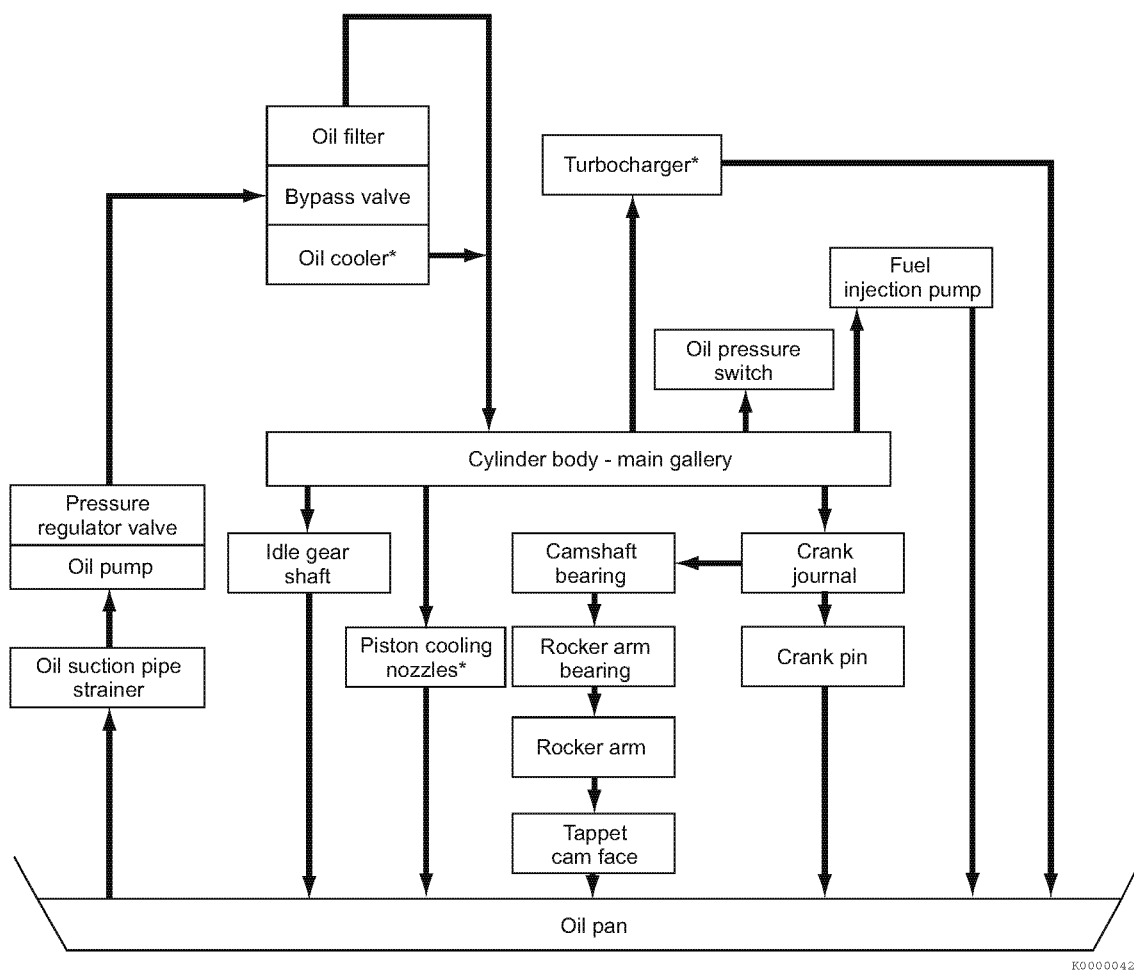 Oil filter
Bypass valve
Oil cooler*
Turbocharger*
Fuel
injection pump
Oil pressure
switch
Cylinder body - main gallery
Pressure
regulator valve
Oil pump
Idle gear
shaft
Camshaft
bearing
Crank
journal
Oil suction pipe
strainer
Piston cooling
nozzles*
Rocker arm
bearing
Crank pin
Rocker arm
Tappet
cam face
Oil pan
K0000042